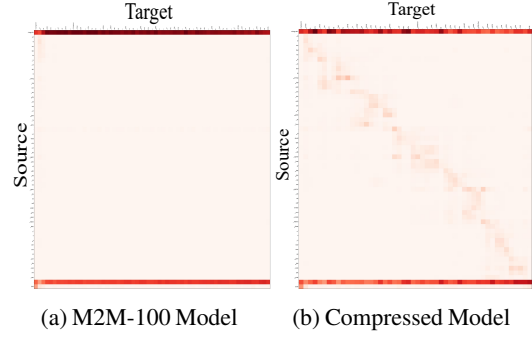 Target
Target
Source
Source
(a) M2M-100 Model
(b) Compressed Model